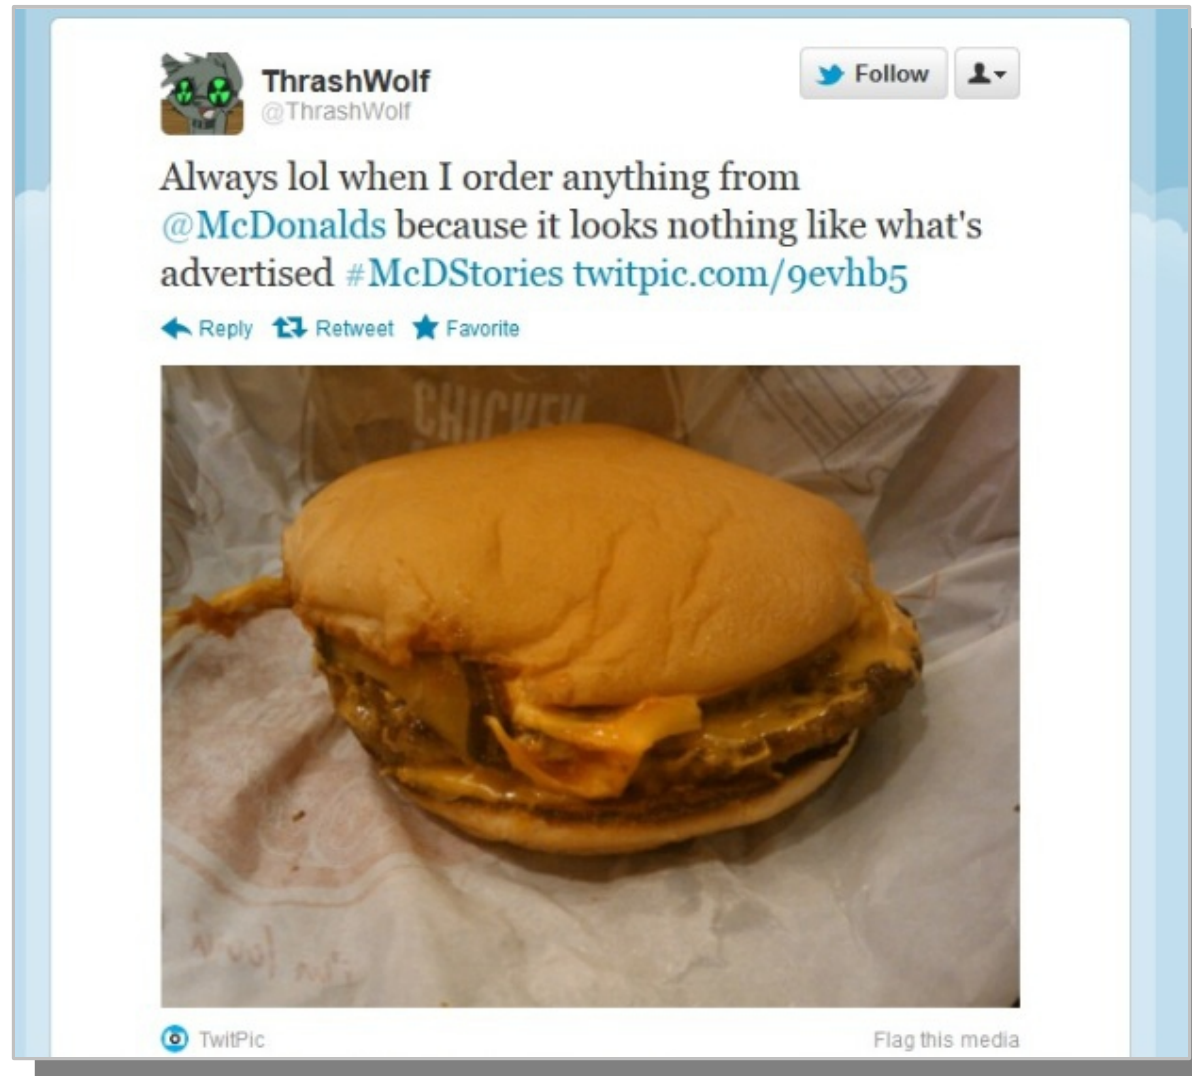 ThrashWolf
@ThrashWolf
Follow
Always lol when I order anything from
@McDonalds because it looks nothing like what's
advertised #McDStories twitpic.com/9evhb5
Reply Retweet Favorite
CHICKEN
TwitPic Flag this media